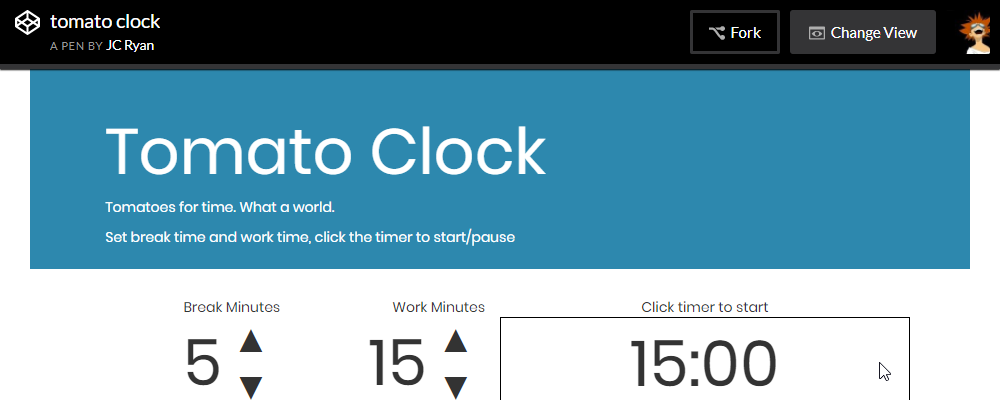 tomato clock
A PEN BY JC Ryan
Fork
Change View
Tomato Clock
Tomatoes for time. What a world.
Set break time and work time, click the timer to start/pause
Break Minutes
Work Minutes
Click timer to start
5
15
15:00